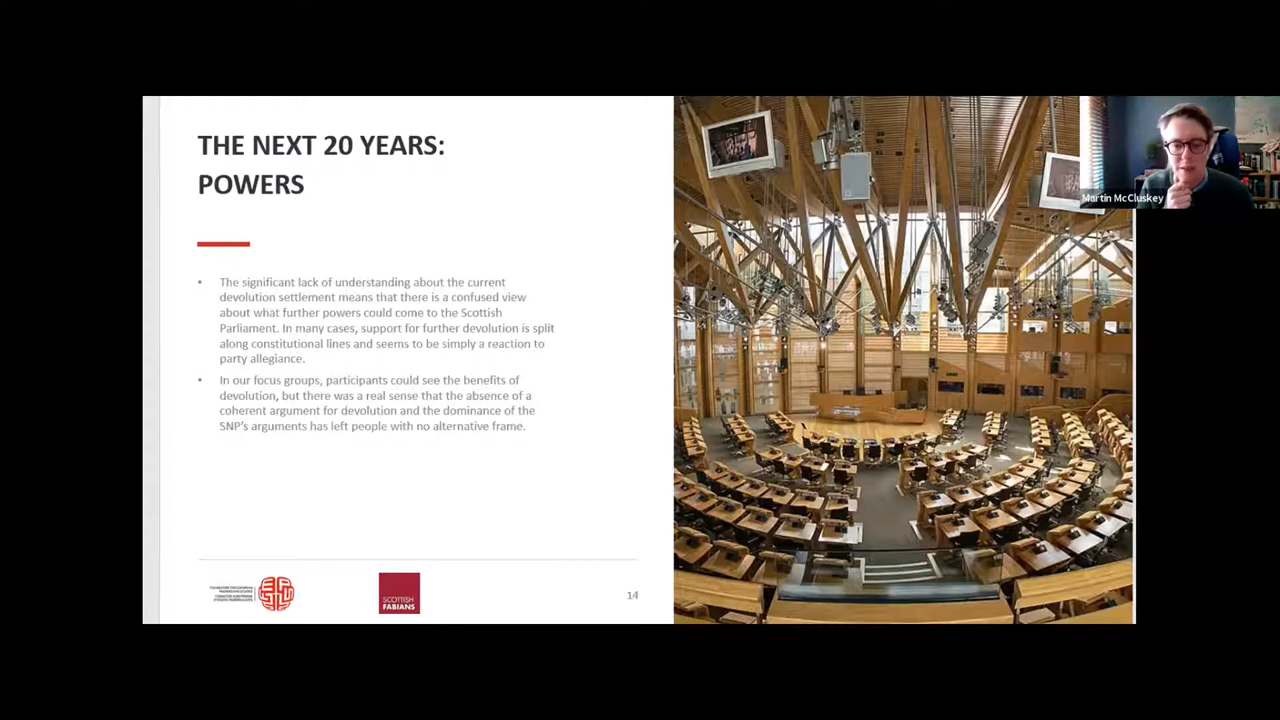 THE NEXT 20 YEARS:
POWERS
• The significant lack of understanding about the current
devolution settlement means that there is a confused view
about what further powers could come to the Scottish
Parliament. In many cases, support for further devolution is split
along constitutional lines and seems to be simply a reaction to
party allegiance.
• In our focus groups, participants could see the benefits of
devolution, but there was a real sense that the absence of a
coherent argument for devolution and the dominance of the
SNP's arguments has left people with no alternative frame.
SCOTTISH
FABIANS
14
Martin McCluskey